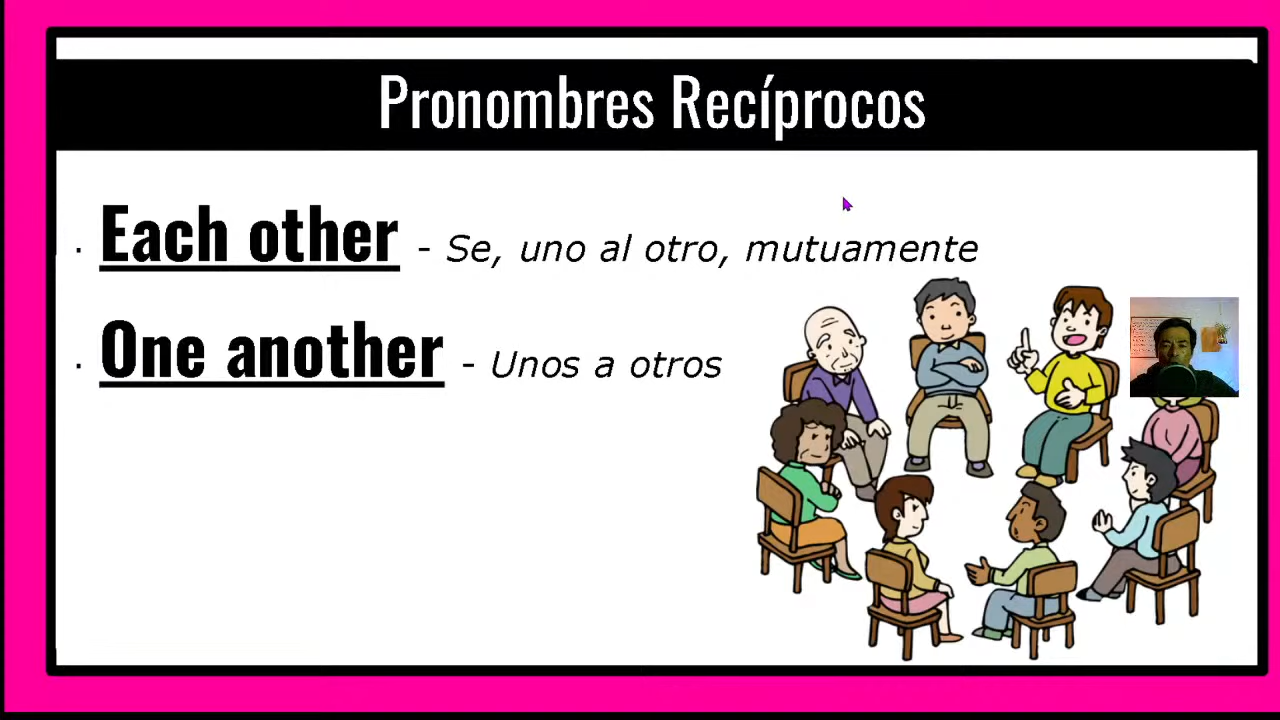 Pronombres Recíprocos
· Each other - Se, uno al otro, mutuamente
· One another - Unos a otros